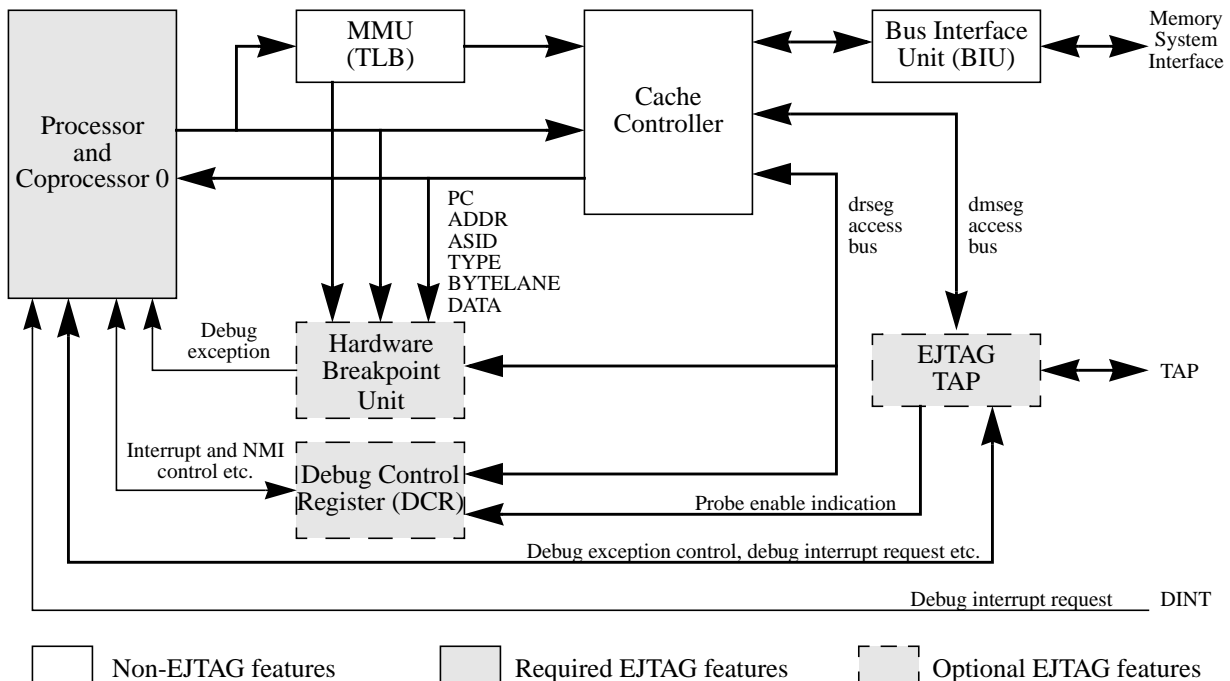 MMU
(TLB)
Bus Interface
Unit (BIU)
Memory
System
Interface
Processor
and
Coprocessor 0
Cache
Controller
PC
ADDR
ASID
TYPE
BYTELANE
DATA
drseg
access
bus
dmseg
access
bus
Debug
exception
Hardware
Breakpoint
Unit
EJTAG
TAP
TAP
Interrupt and NMI
control etc.
Debug Control
Register (DCR)
Probe enable indication
Debug exception control, debug interrupt request etc.
Debug interrupt request
DINT
Non-EJTAG features
Required EJTAG features
Optional EJTAG features